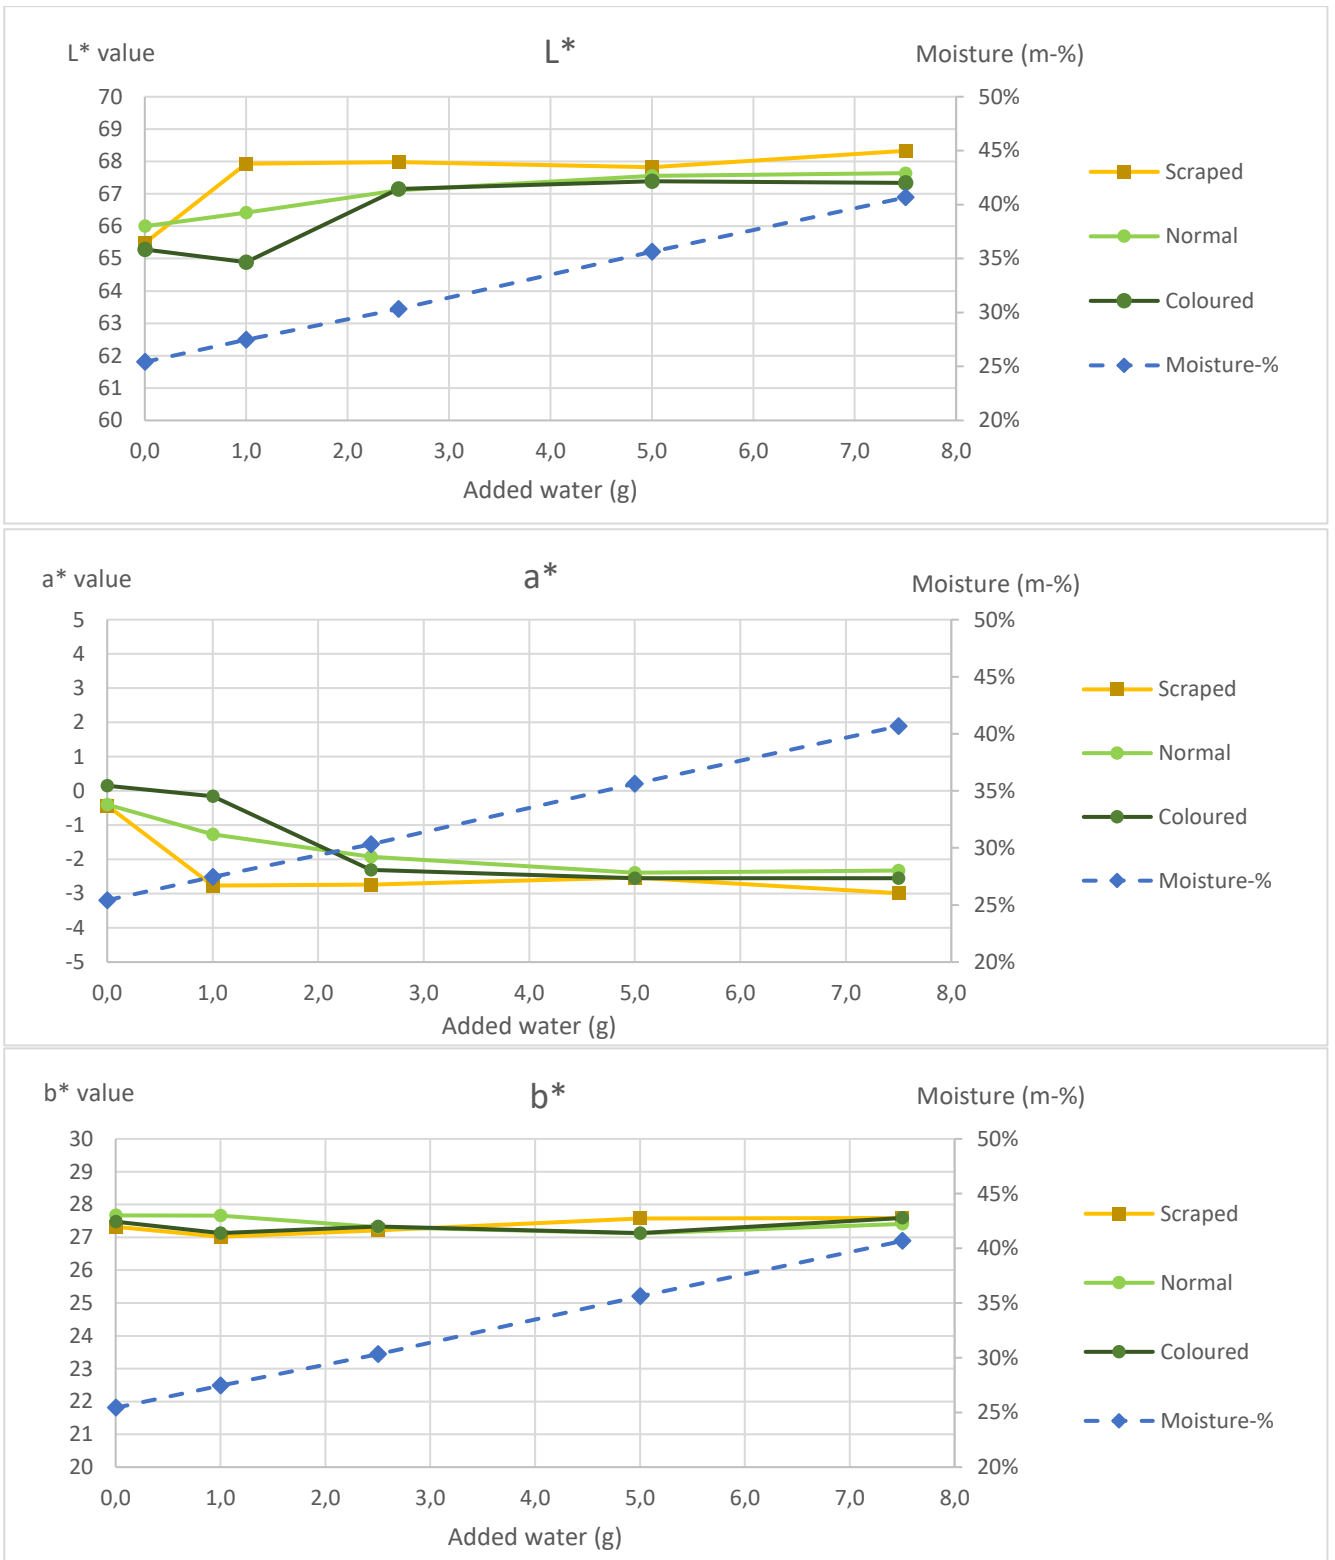 L* value L* Moisture (m-%)
70 50%
69
68 45%
67
66 40%
65 35%
64
63 30%
62
61 25%
60 20%
0,0 1,0 2,0 3,0 4,0 5,0 6,0 7,0 8,0
Added water (g)
Scraped
Normal
Coloured
Moisture-%
a* value a* Moisture (m-%)
5 50%
4
3 45%
2
1 40%
0 35%
-1
-2 30%
-3
-4 25%
-5 20%
0,0 1,0 2,0 3,0 4,0 5,0 6,0 7,0 8,0
Added water (g)
Scraped
Normal
Coloured
Moisture-%
b* value b* Moisture (m-%)
30 50%
29
28 45%
27
26 40%
25 35%
24
23 30%
22
21 25%
20 20%
0,0 1,0 2,0 3,0 4,0 5,0 6,0 7,0 8,0
Added water (g)
Scraped
Normal
Coloured
Moisture-%